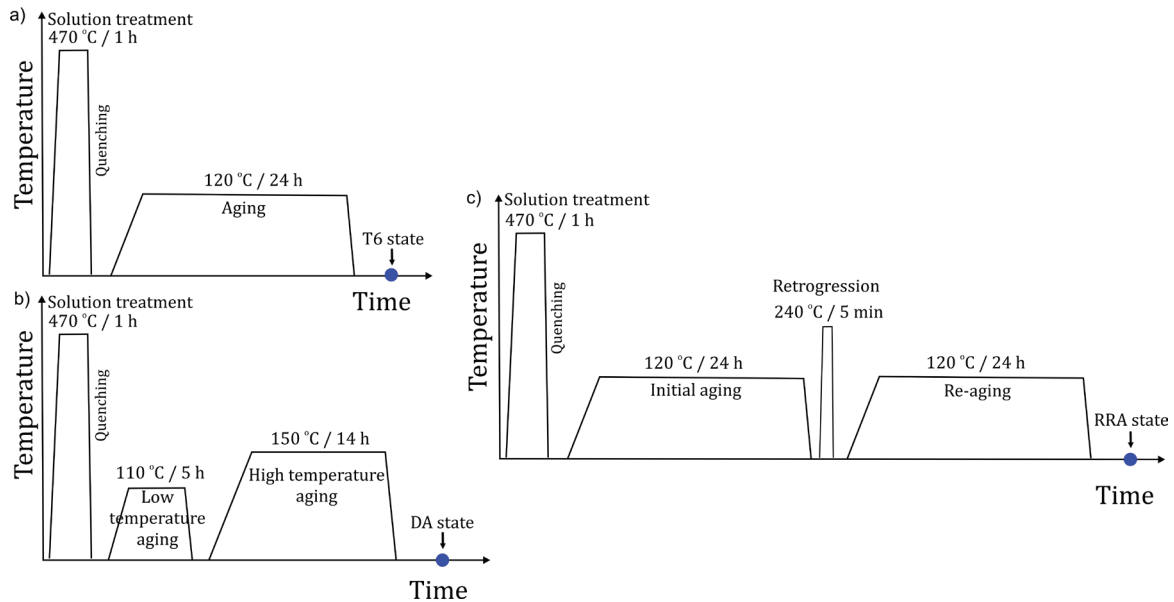 a)
Solution treatment
470 °C / 1 h
Temperature
Quenching
120 °C / 24 h
Aging
T6 state
Time
b)
Solution treatment
470 °C / 1 h
Temperature
Quenching
110 °C / 5 h
Low
temperature
aging
150 °C / 14 h
High temperature
aging
DA state
Time
c)
Solution treatment
470 °C / 1 h
Temperature
Quenching
120 °C / 24 h
Initial aging
Retrogression
240 °C / 5 min
120 °C / 24 h
Re-aging
RRA state
Time